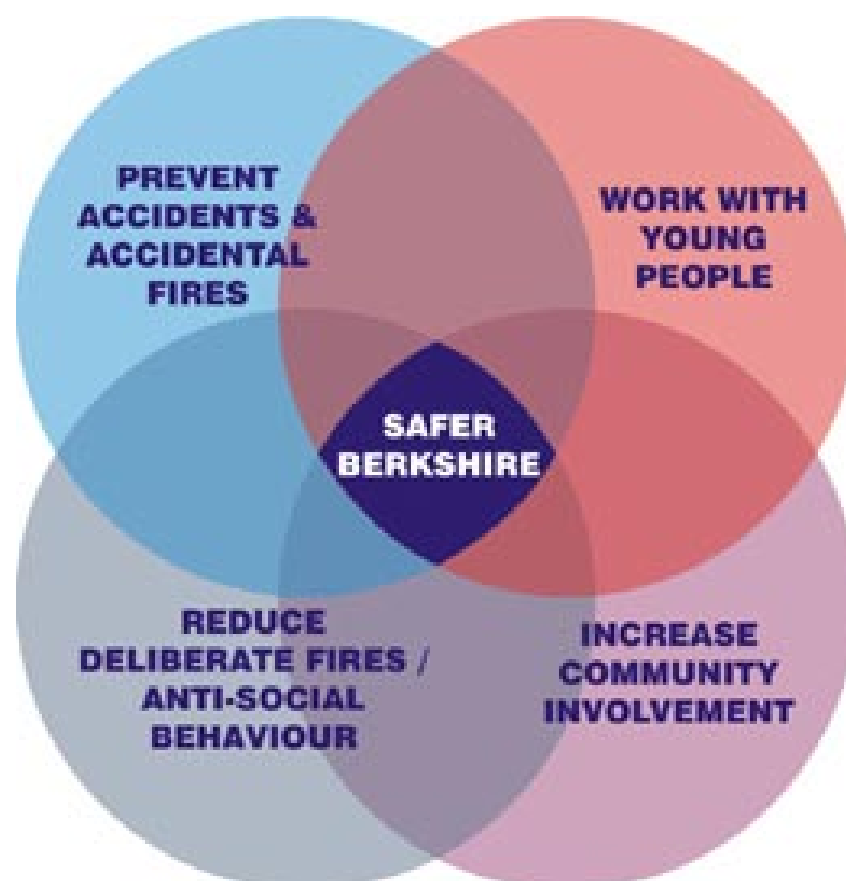 PREVENT
ACCIDENTS &
ACCIDENTAL
FIRES
WORK WITH
YOUNG
PEOPLE
SAFER
BERKSHIRE
REDUCE
DELIBERATE FIRES /
ANTI-SOCIAL
BEHAVIOUR
INCREASE
COMMUNITY
INVOLVEMENT